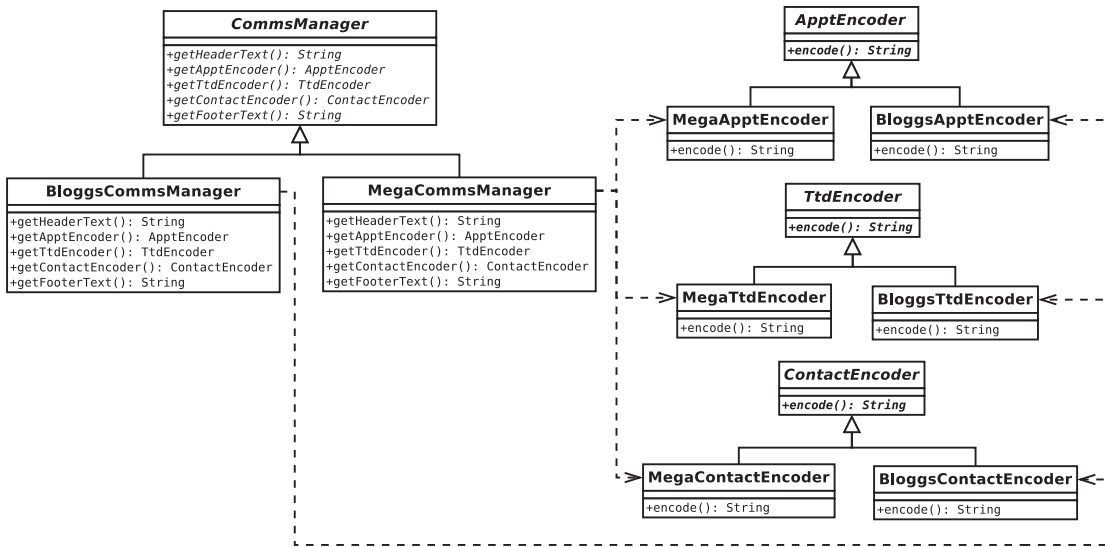 CommsManager
+getHeaderText(): String
+getApptEncoder(): ApptEncoder
+getTtdEncoder(): TtdEncoder
+getContactEncoder(): ContactEncoder
+getFooterText(): String
BloggsCommsManager
+getHeaderText(): String
+getApptEncoder(): ApptEncoder
+getTtdEncoder(): TtdEncoder
+getContactEncoder(): ContactEncoder
+getFooterText(): String
MegaCommsManager
+getHeaderText(): String
+getApptEncoder(): ApptEncoder
+getTtdEncoder(): TtdEncoder
+getContactEncoder(): ContactEncoder
+getFooterText(): String
ApptEncoder
+encode(): String
MegaApptEncoder
+encode(): String
BloggsApptEncoder
+encode(): String
TtdEncoder
+encode(): String
MegaTtdEncoder
+encode(): String
BloggsTtdEncoder
+encode(): String
ContactEncoder
+encode(): String
MegaContactEncoder
+encode(): String
BloggsContactEncoder
+encode(): String